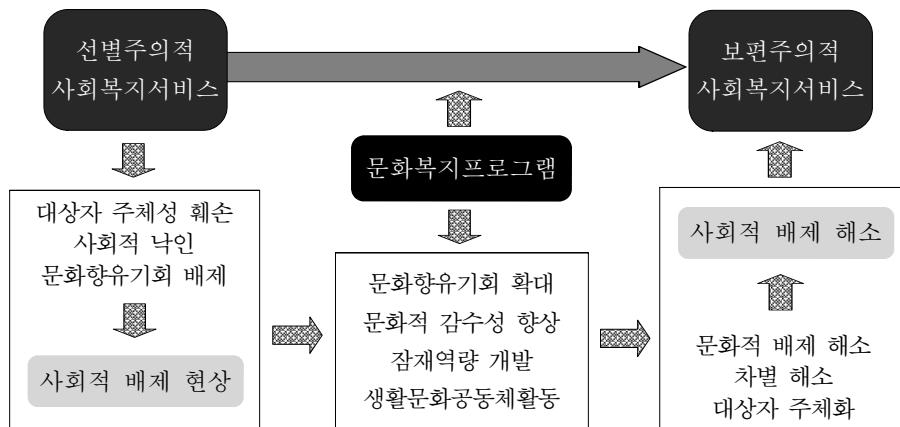 선별주의적
사회복지서비스
보편주의적
사회복지서비스
문화복지프로그램
대상자 주체성 훼손
사회적 낙인
문화향유기회 배제
사회적 배제 현상
문화향유기회 확대
문화적 감수성 향상
잠재역량 개발
생활문화공동체활동
사회적 배제 해소
문화적 배제 해소
차별 해소
대상자 주체화